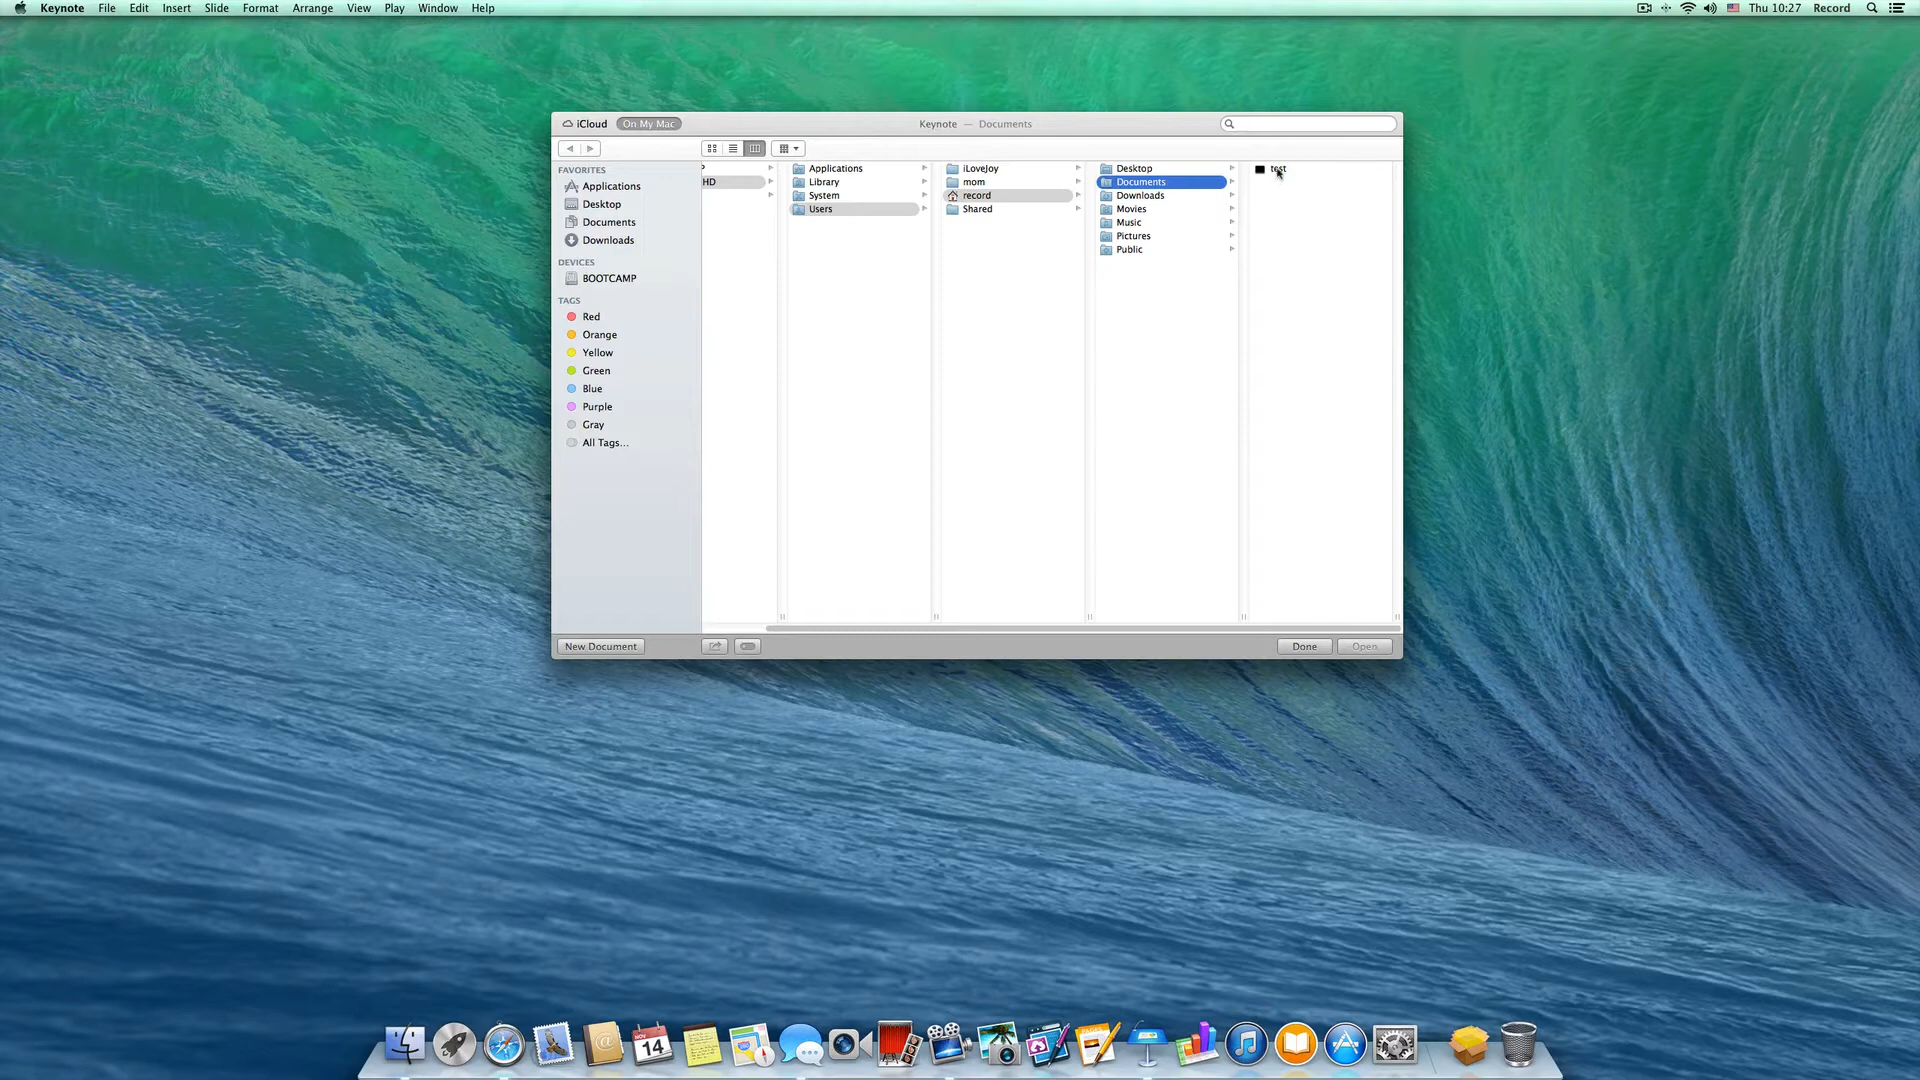 Keynote File Edit Insert Slide Format Arrange View Play Window Help Thu 10:27 Record
iCloud On My Mac Keynote — Documents
FAVORITES
Applications
Desktop
Documents
Downloads
DEVICES
BOOTCAMP
TAGS
Red
Orange
Yellow
Green
Blue
Purple
Gray
All Tags...
HD
Applications
Library
System
Users
iLoveJoy
mom
record
Shared
Desktop
Documents
Downloads
Movies
Music
Pictures
Public
test
New Document Done Open
NOV
14
PAGES